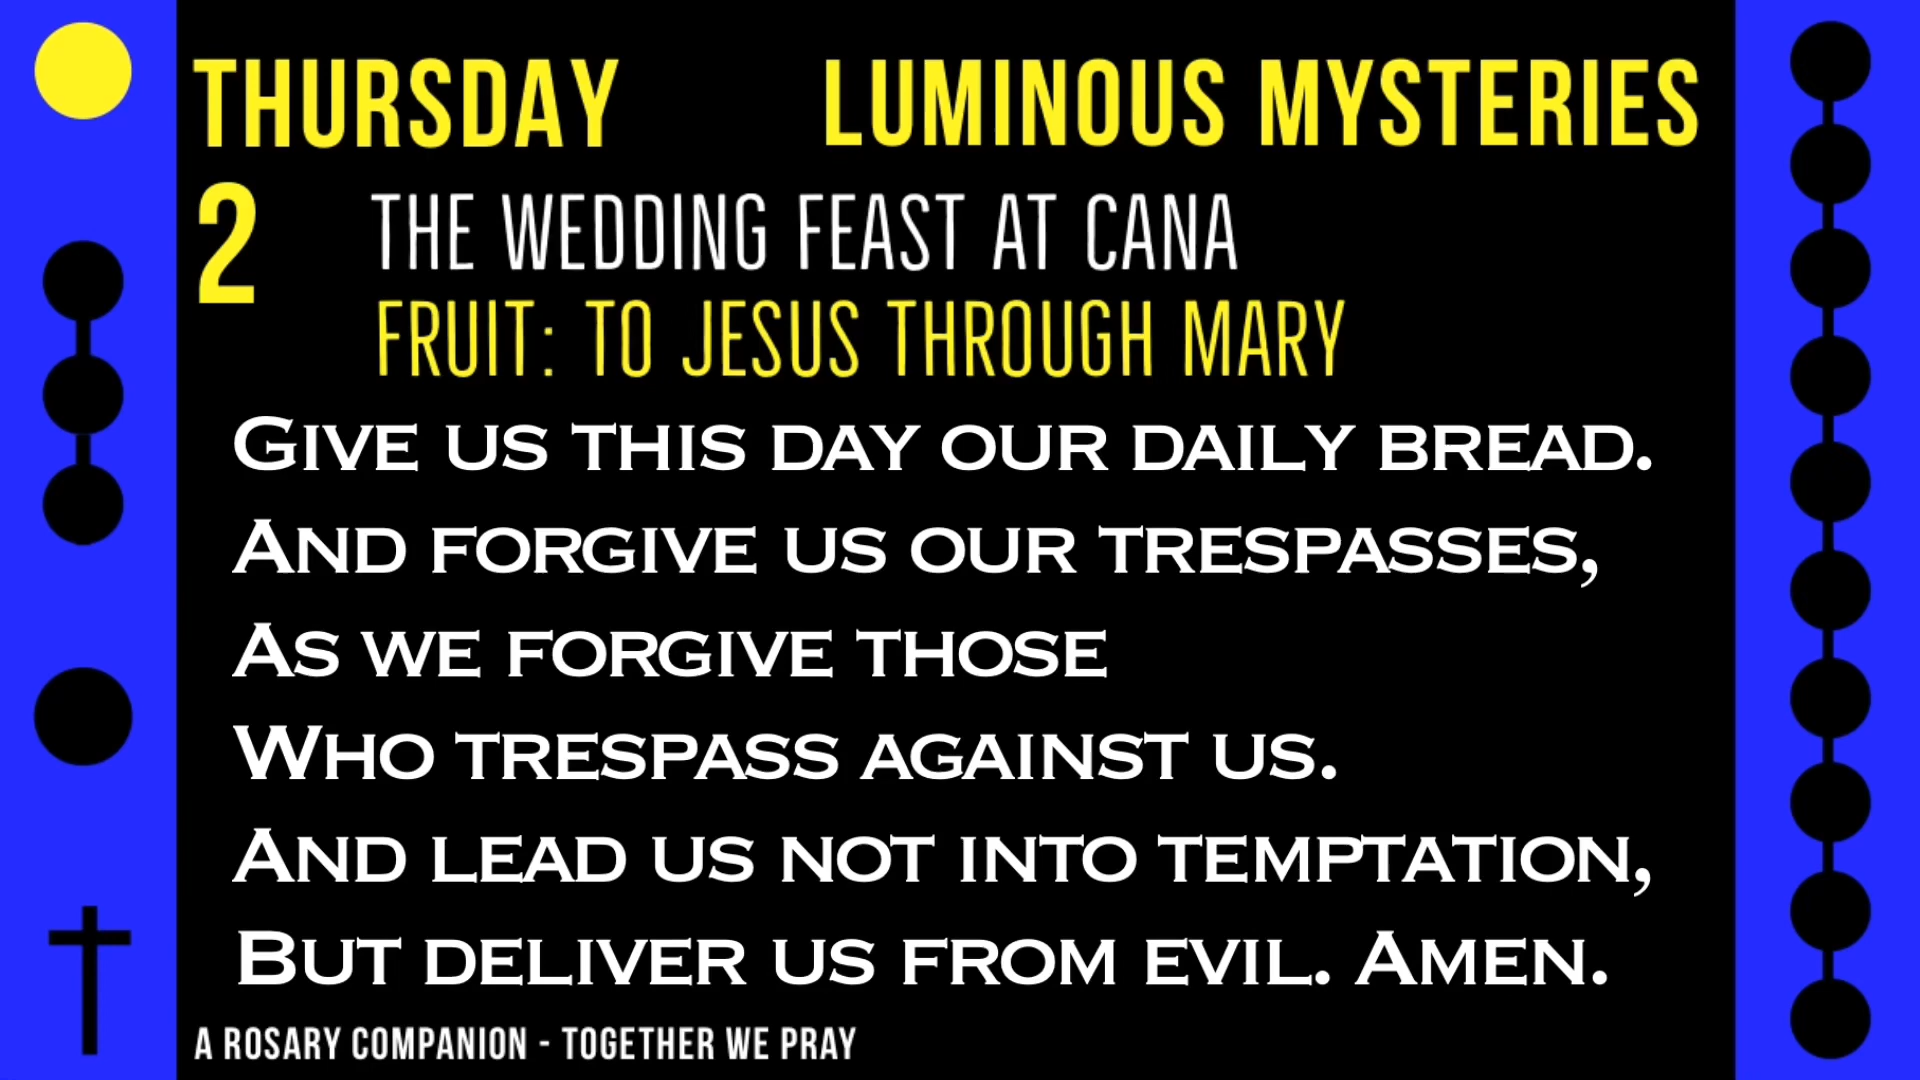 THURSDAY LUMINOUS MYSTERIES
2 THE WEDDING FEAST AT CANA
FRUIT: TO JESUS THROUGH MARY
GIVE US THIS DAY OUR DAILY BREAD.
AND FORGIVE US OUR TRESPASSES,
AS WE FORGIVE THOSE
WHO TRESPASS AGAINST US.
AND LEAD US NOT INTO TEMPTATION,
BUT DELIVER US FROM EVIL. AMEN.
A ROSARY COMPANION - TOGETHER WE PRAY